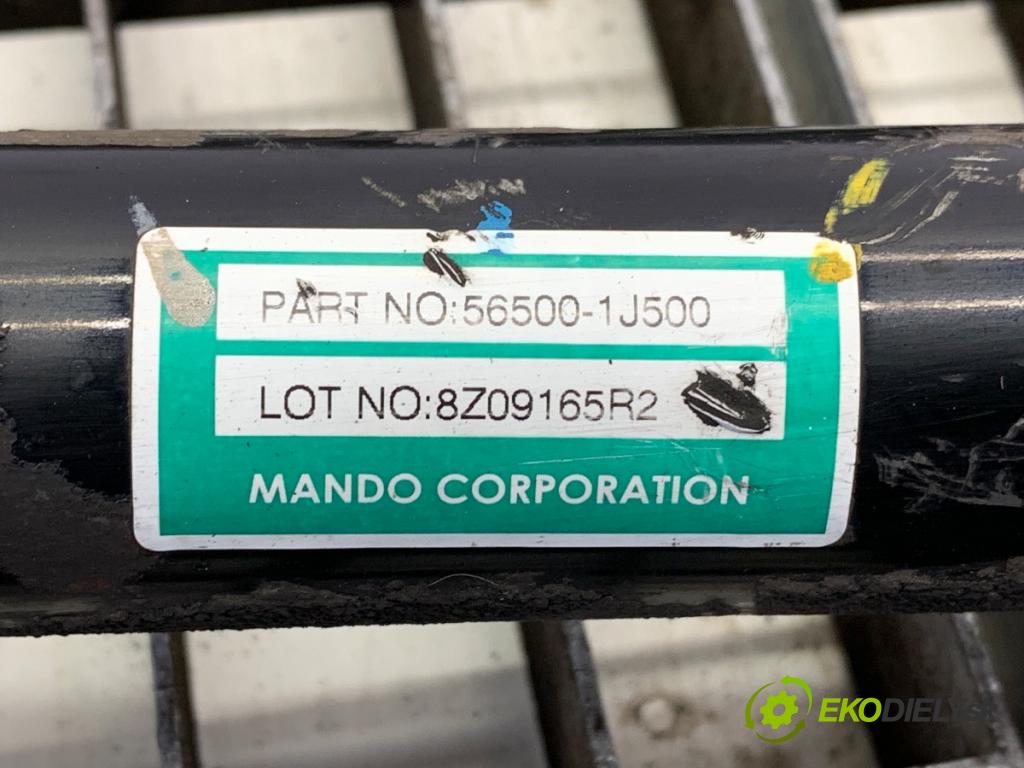 PART NO:56500-1J500
LOT NO:8Z09165R2
MANDO CORPORATION
EKODIELY